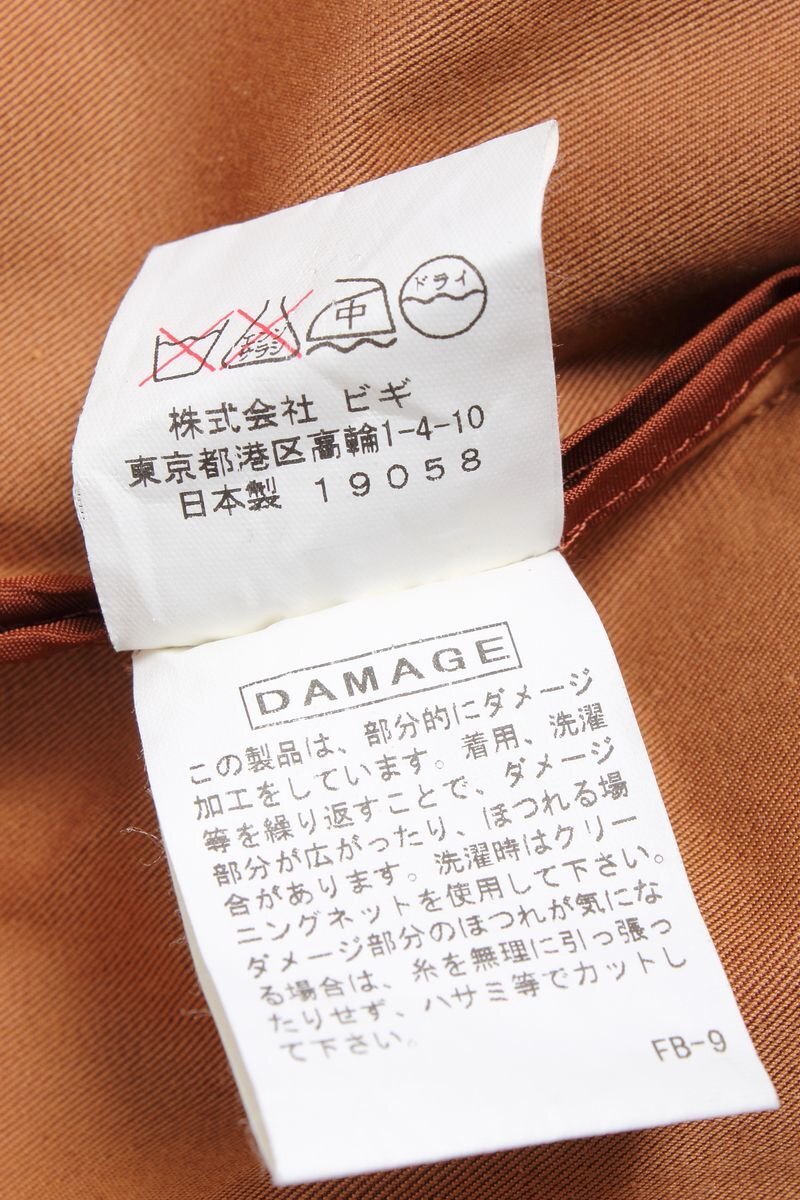 エンソ
サラシ
中
ドライ
株式会社 ビギ
東京都港区高輪1-4-10
日本製 19058
DAMAGE
この製品は、部分的にダメージ
加工をしています。着用、洗濯
等を繰り返すことで、ダメージ
部分が広がったり、ほつれる場
合があります。洗濯時はクリー
ニングネットを使用して下さい。
ダメージ部分のほつれが気にな
る場合は、糸を無理に引っ張っ
たりせず、ハサミ等でカットし
て下さい。
FB-9